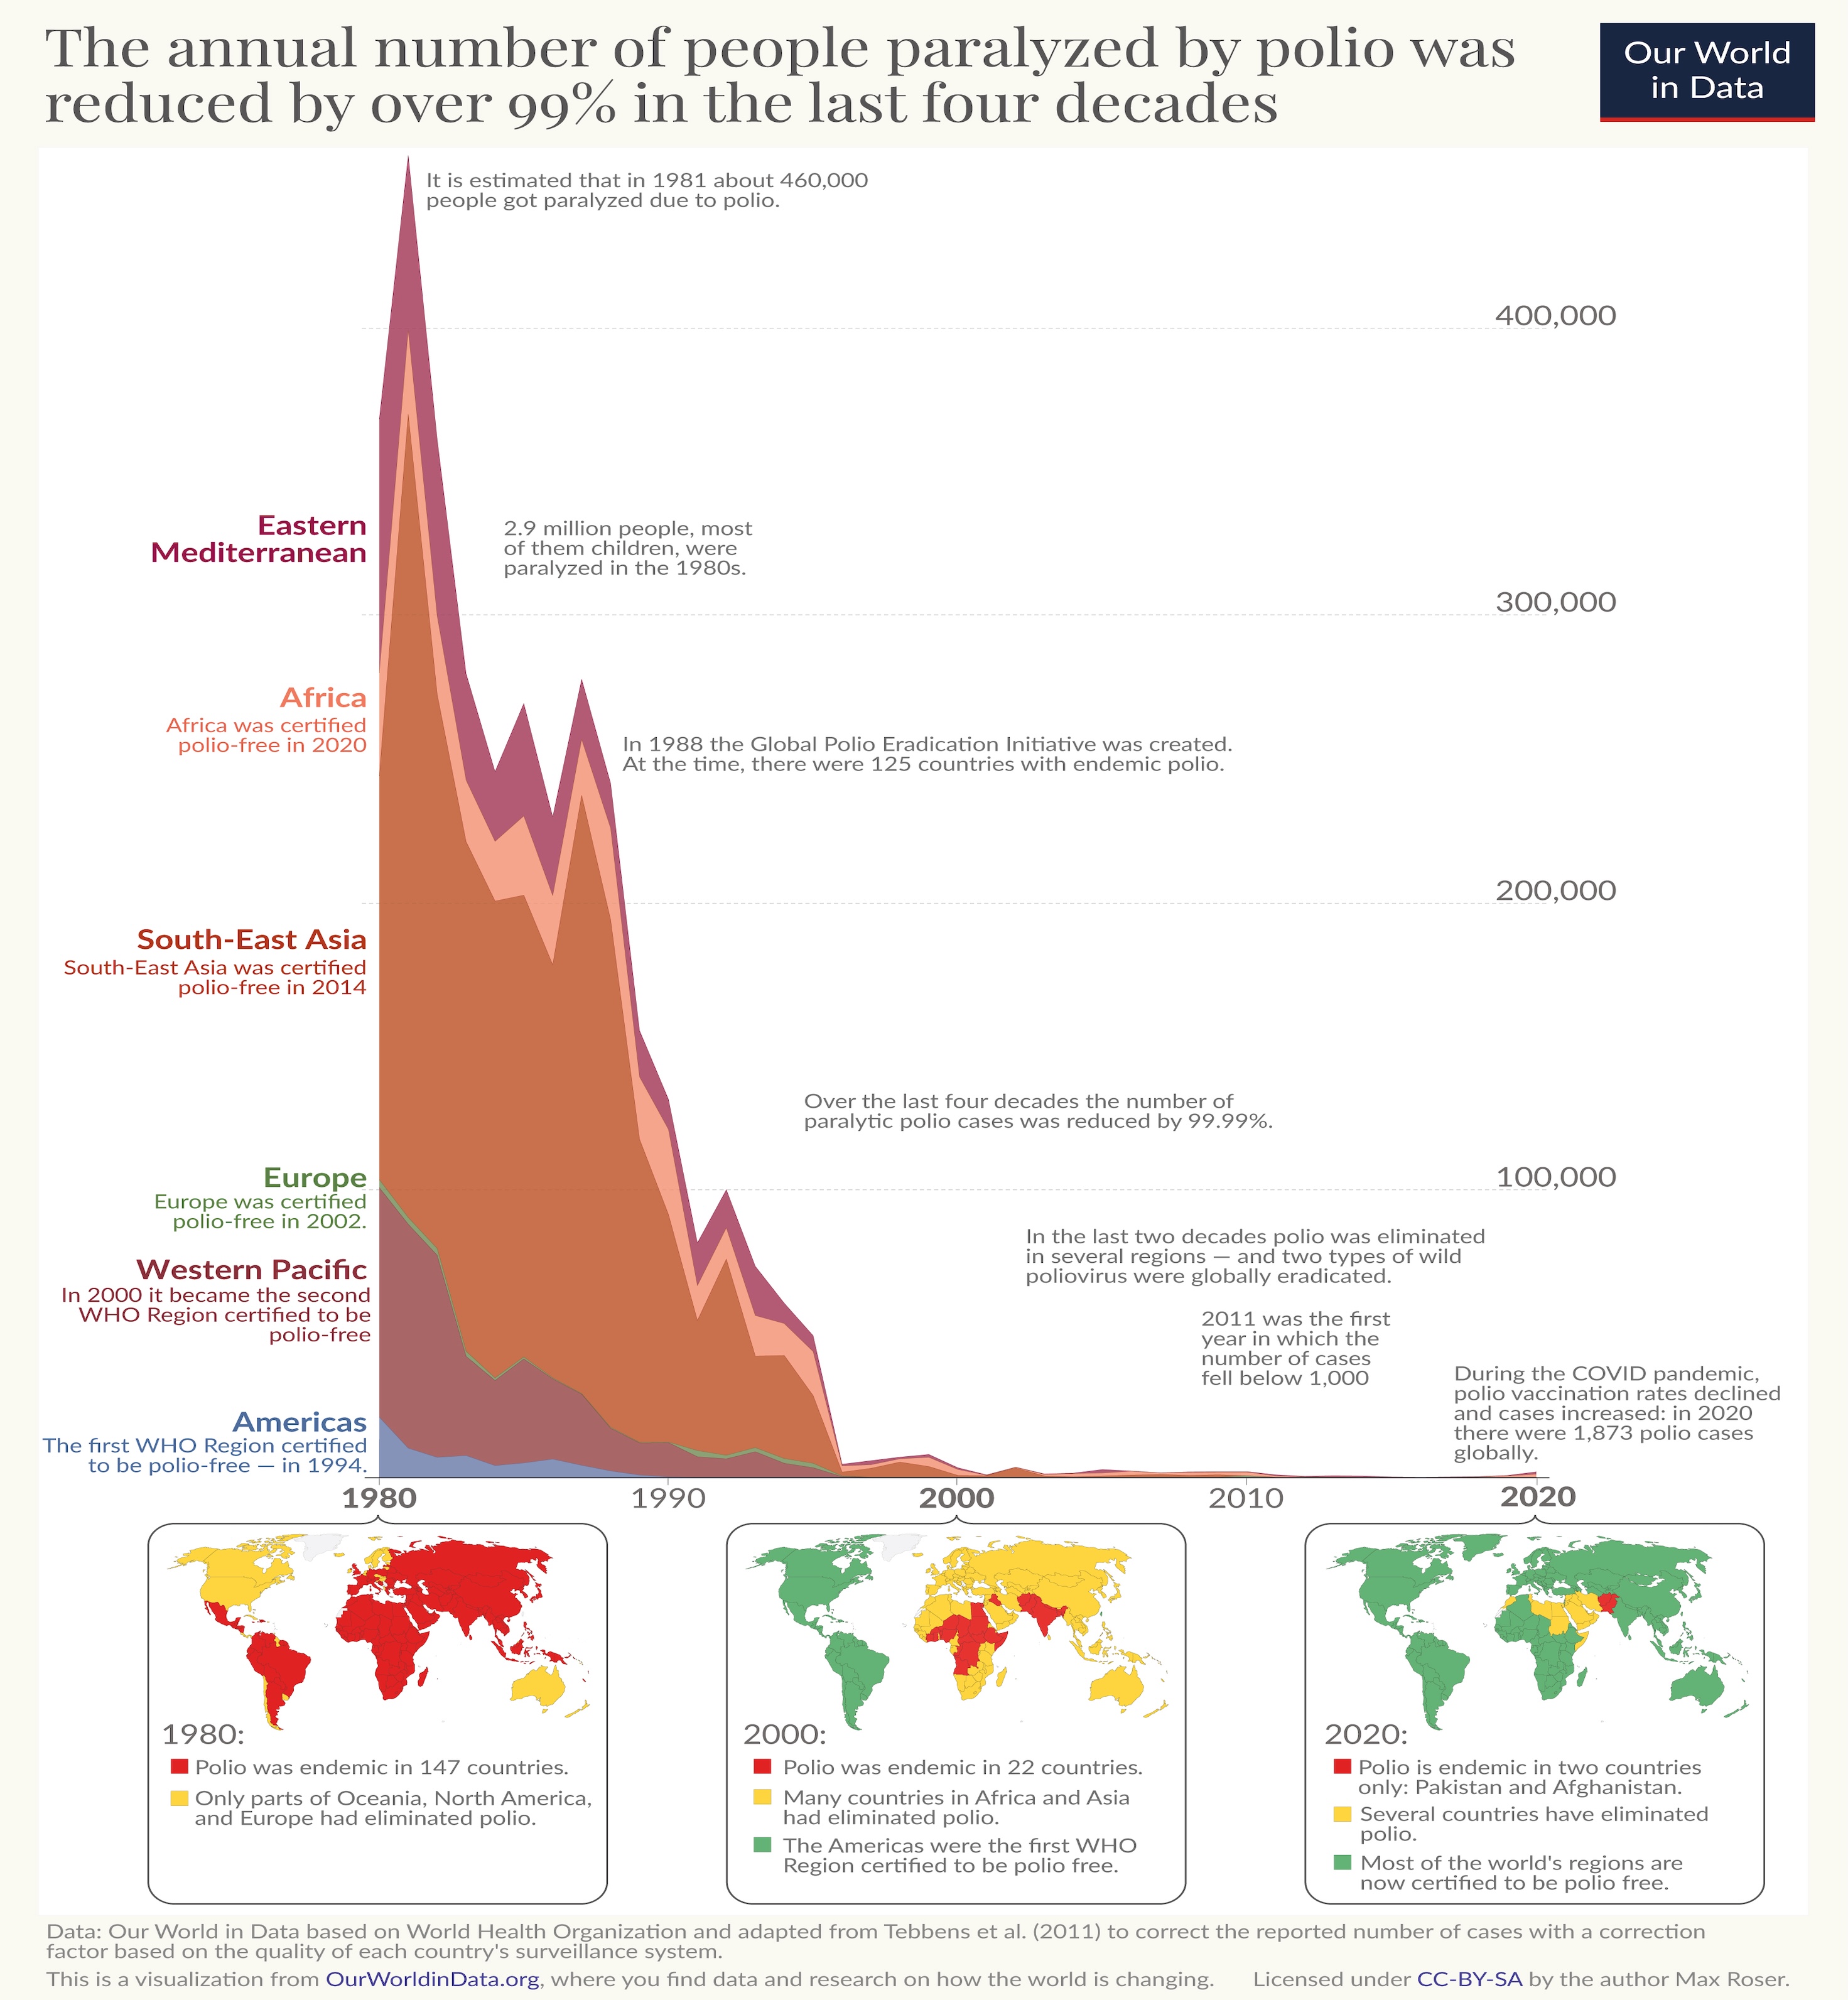 The annual number of people paralyzed by polio was
reduced by over 99% in the last four decades
Our World
in Data
It is estimated that in 1981 about 460,000
people got paralyzed due to polio.
400,000
Eastern
Mediterranean
2.9 million people, most
of them children, were
paralyzed in the 1980s.
300,000
Africa
Africa was certified
polio-free in 2020
In 1988 the Global Polio Eradication Initiative was created.
At the time, there were 125 countries with endemic polio.
200,000
South-East Asia
South-East Asia was certified
polio-free in 2014
Over the last four decades the number of
paralytic polio cases was reduced by 99.99%.
100,000
Europe
Europe was certified
polio-free in 2002.
In the last two decades polio was eliminated
in several regions — and two types of wild
poliovirus were globally eradicated.
Western Pacific
In 2000 it became the second
WHO Region certified to be
polio-free
2011 was the first
year in which the
number of cases
fell below 1,000
During the COVID pandemic,
polio vaccination rates declined
and cases increased: in 2020
there were 1,873 polio cases
globally.
Americas
The first WHO Region certified
to be polio-free — in 1994.
1980
1990
2000
2010
2020
1980:
Polio was endemic in 147 countries.
Only parts of Oceania, North America,
and Europe had eliminated polio.
2000:
Polio was endemic in 22 countries.
Many countries in Africa and Asia
had eliminated polio.
The Americas were the first WHO
Region certified to be polio free.
2020:
Polio is endemic in two countries
only: Pakistan and Afghanistan.
Several countries have eliminated
polio.
Most of the world's regions are
now certified to be polio free.
Data: Our World in Data based on World Health Organization and adapted from Tebbens et al. (2011) to correct the reported number of cases with a correction
factor based on the quality of each country's surveillance system.
This is a visualization from OurWorldinData.org, where you find data and research on how the world is changing.
Licensed under CC-BY-SA by the author Max Roser.